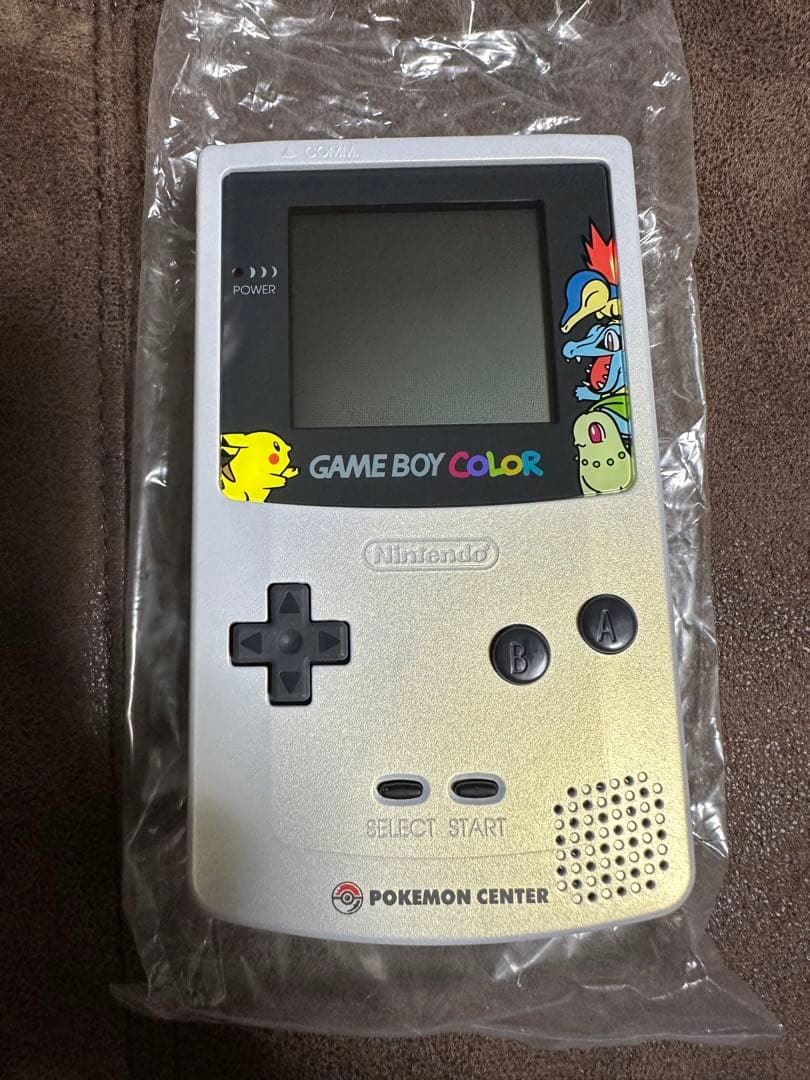 ▲ COMM.
POWER
GAME BOY COLOR
Nintendo
B A
SELECT START
POKEMON CENTER